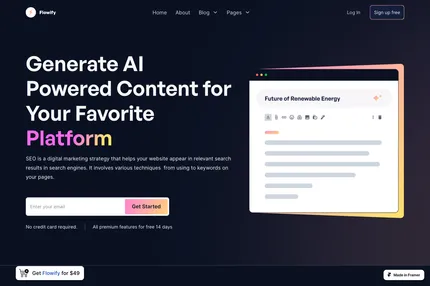 Flowify
Home
About
Blog
Pages
Log In
Sign up free
Generate AI
Powered Content for
Your Favorite
Platform
SEO is a digital marketing strategy that helps your website appear in relevant search
results in search engines. It involves various techniques from using to keywords on
your pages.
Enter your email
Get Started
No credit card required.
All premium features for free 14 days
Future of Renewable Energy
Get Flowify for $49
Made in Framer